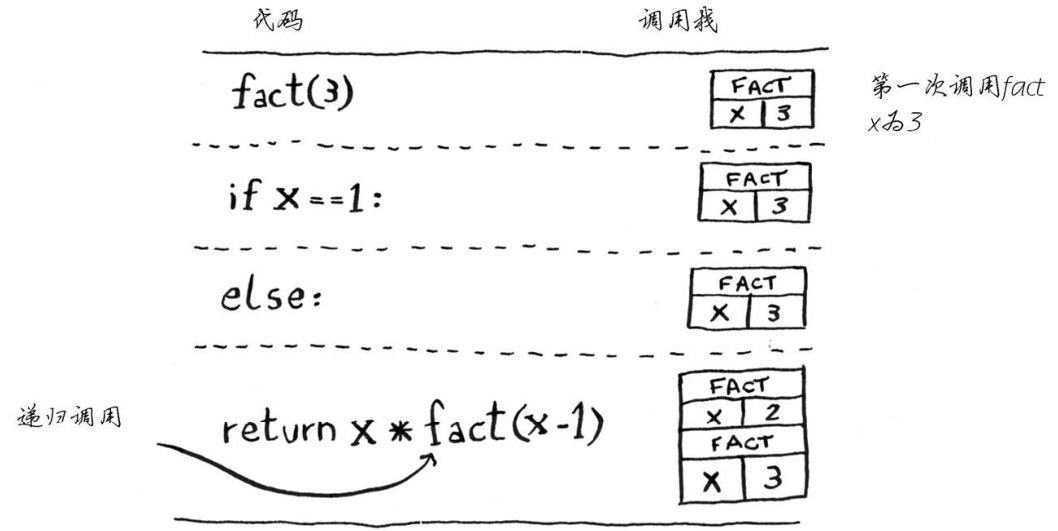 代码 调用栈
fact(3)
FACT
X 3
第一次调用fact
x为3
if x==1:
FACT
X 3
else:
FACT
X 3
递归调用
return x * fact(x-1)
FACT
X 2
FACT
X 3